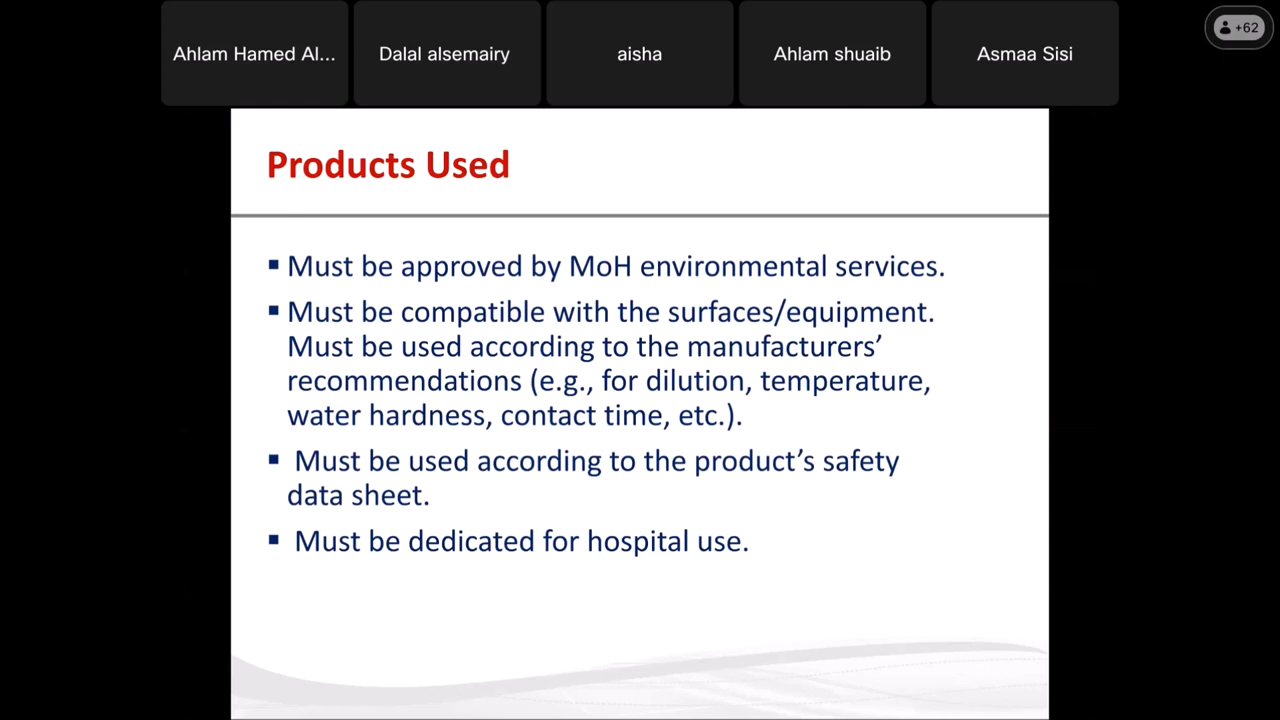 Ahlam Hamed Al...
Dalal alsemairy
aisha
Ahlam shuaib
Asmaa Sisi
+62
Products Used
▪ Must be approved by MoH environmental services.
▪ Must be compatible with the surfaces/equipment.
Must be used according to the manufacturers’
recommendations (e.g., for dilution, temperature,
water hardness, contact time, etc.).
▪ Must be used according to the product’s safety
data sheet.
▪ Must be dedicated for hospital use.